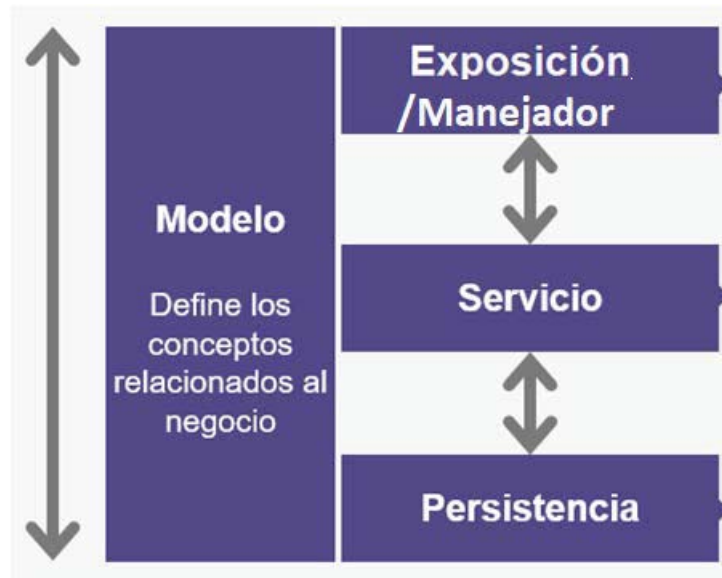 Exposición
/Manejador
Modelo
Define los
conceptos
relacionados al
negocio
Servicio
Persistencia